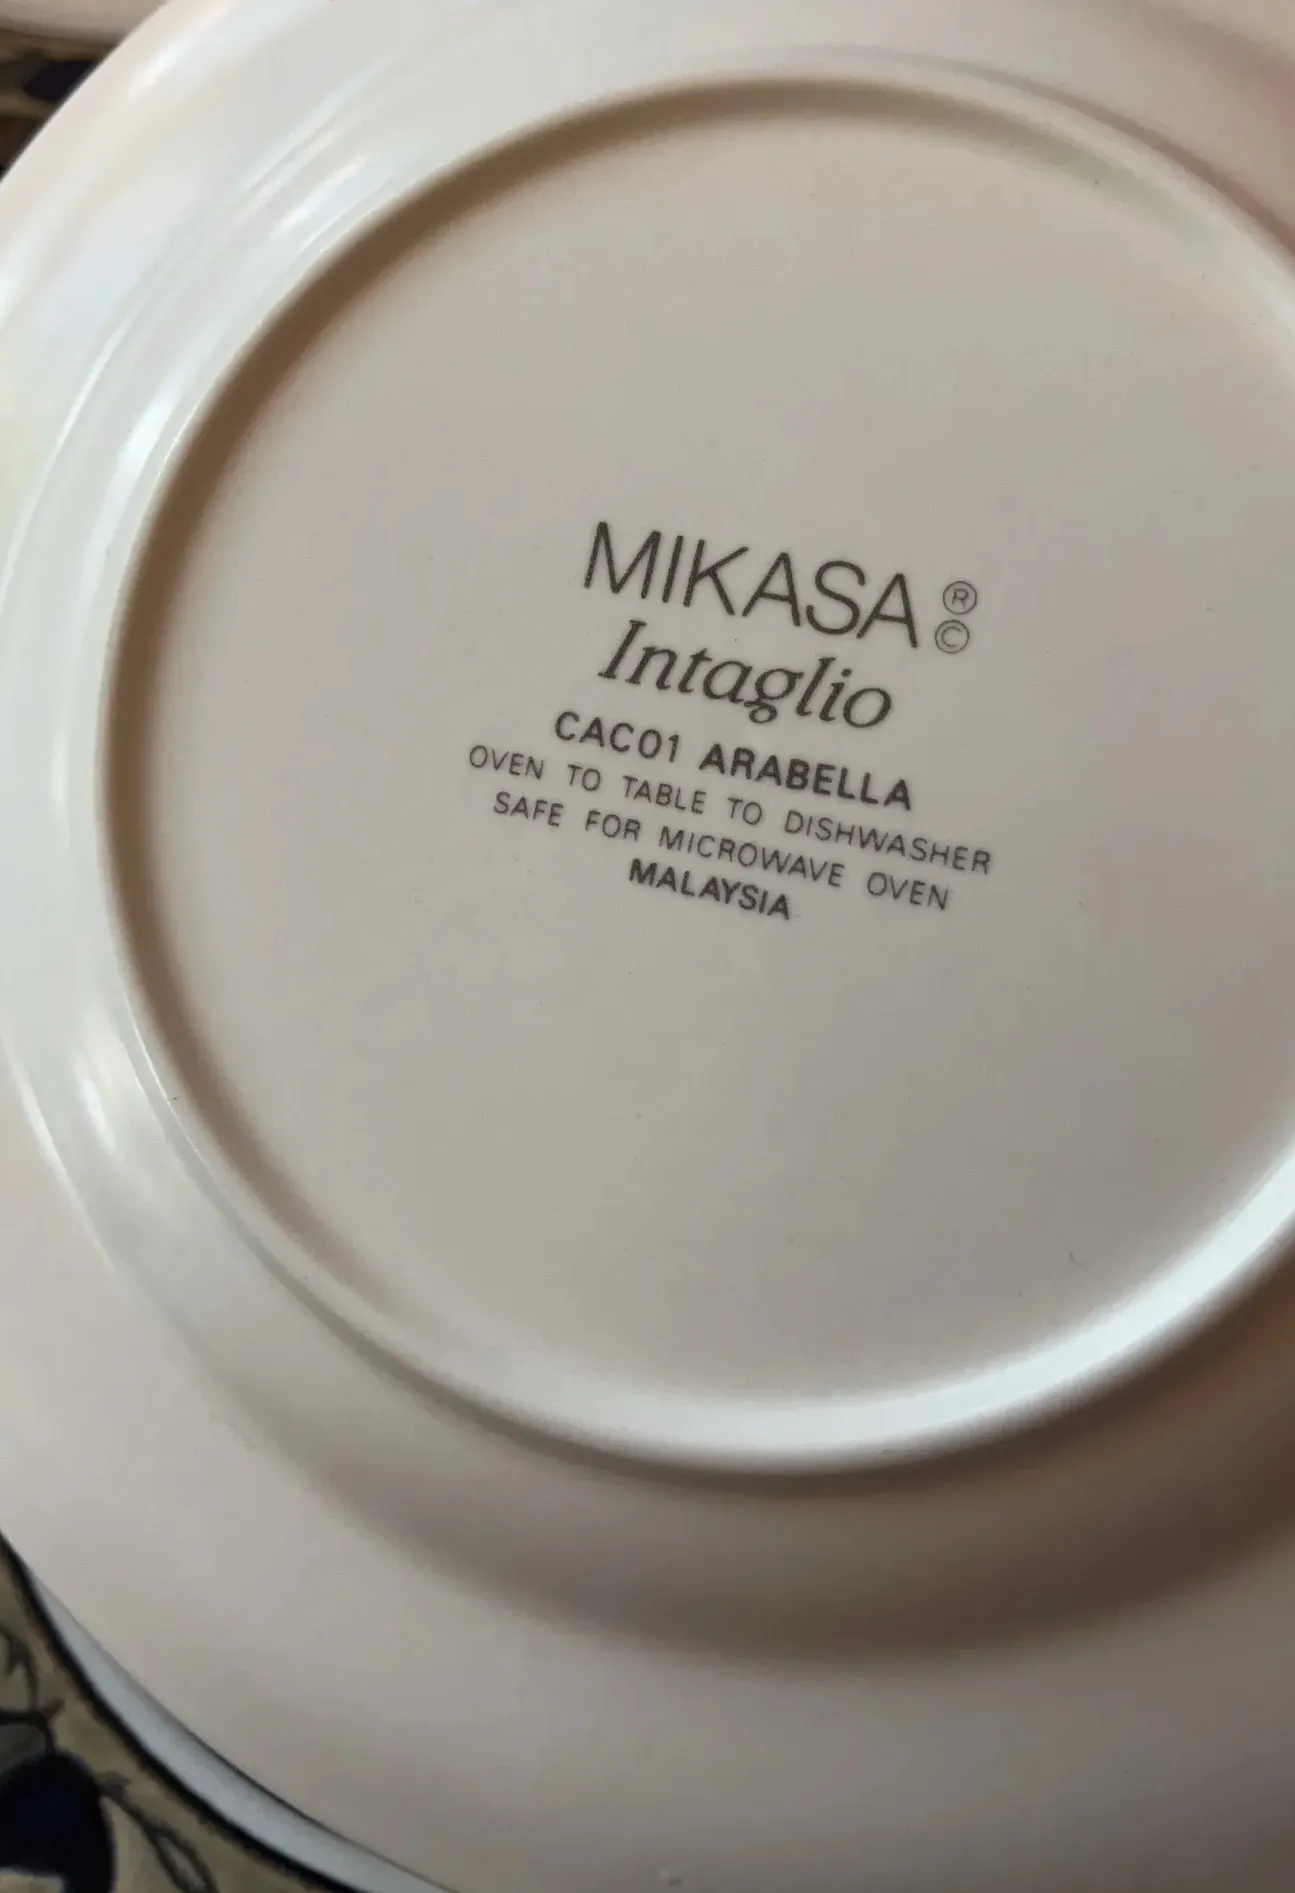 MIKASA ®
©
Intaglio
CAC01 ARABELLA
OVEN TO TABLE TO DISHWASHER
SAFE FOR MICROWAVE OVEN
MALAYSIA